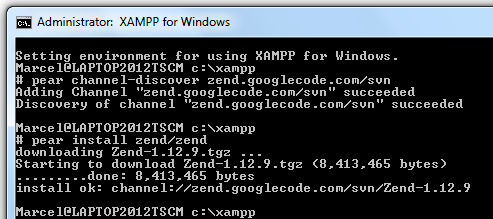 Administrator:  XAMPP for Windows
Setting environment for using XAMPP for Windows.
Marcel@LAPTOP2012TSCM c:\xampp
# pear channel-discover zend.googlecode.com/svn
Adding Channel "zend.googlecode.com/svn" succeeded
Discovery of channel "zend.googlecode.com/svn" succeeded
Marcel@LAPTOP2012TSCM c:\xampp
# pear install zend/zend
downloading Zend-1.12.9.tgz ...
Starting to download Zend-1.12.9.tgz (8,413,465 bytes)
.........done: 8,413,465 bytes
install ok: channel://zend.googlecode.com/svn/Zend-1.12.9
Marcel@LAPTOP2012TSCM c:\xampp